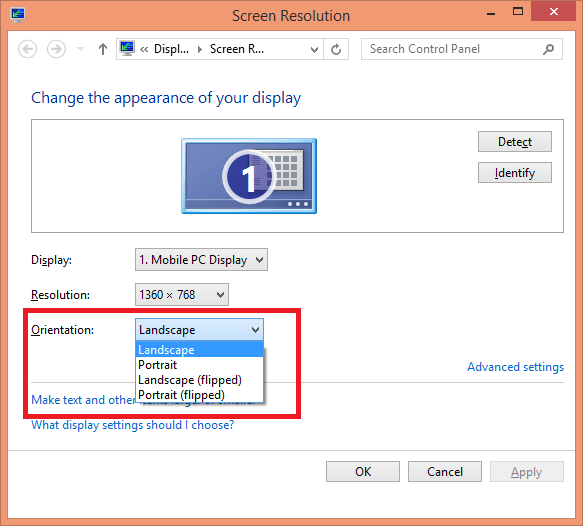 Screen Resolution
« Displ... ▸ Screen R... Search Control Panel
Change the appearance of your display
1
Detect
Identify
Display: 1. Mobile PC Display
Resolution: 1360 × 768
Orientation: Landscape
Landscape
Portrait
Landscape (flipped)
Portrait (flipped)
Advanced settings
Make text and other
What display settings should I choose?
OK Cancel Apply